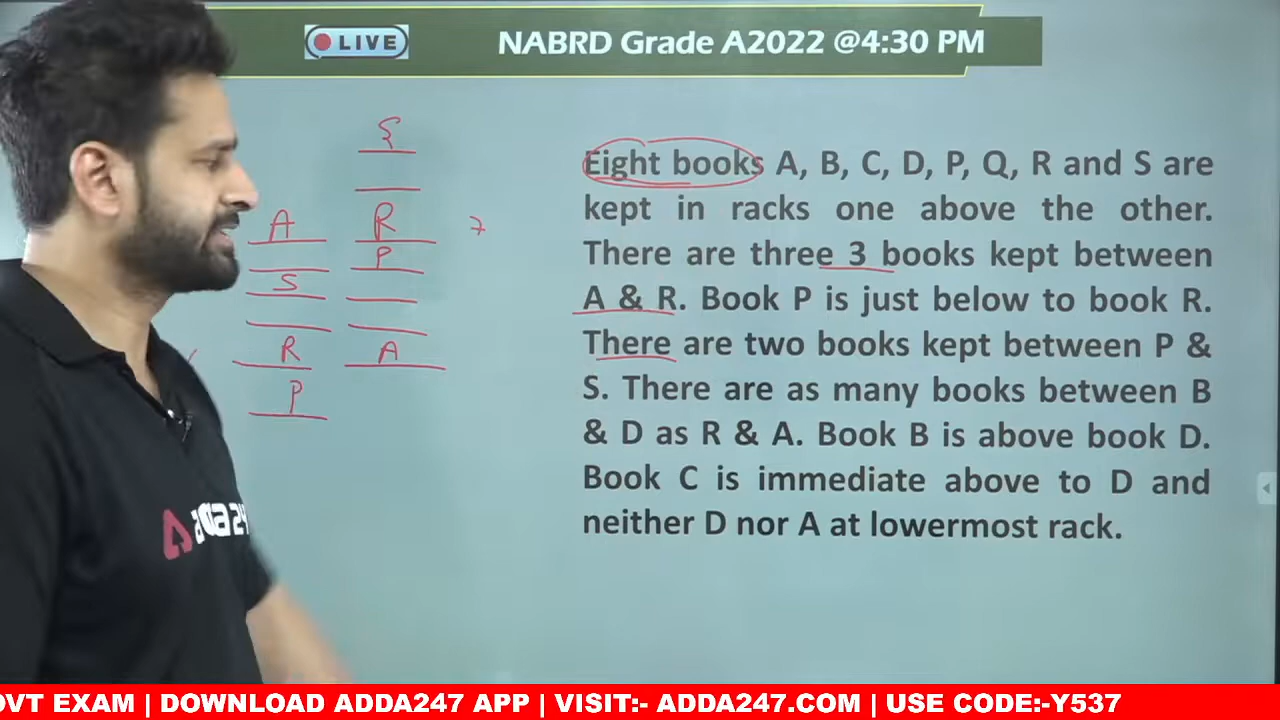 LIVE
NABRD Grade A2022 @4:30 PM
Eight books A, B, C, D, P, Q, R and S are
kept in racks one above the other.
There are three 3 books kept between
A & R. Book P is just below to book R.
There are two books kept between P &
S. There are as many books between B
& D as R & A. Book B is above book D.
Book C is immediate above to D and
neither D nor A at lowermost rack.
S
A R
P
S
R A
P
OVT EXAM | DOWNLOAD ADDA247 APP | VISIT:- ADDA247.COM | USE CODE:-Y537